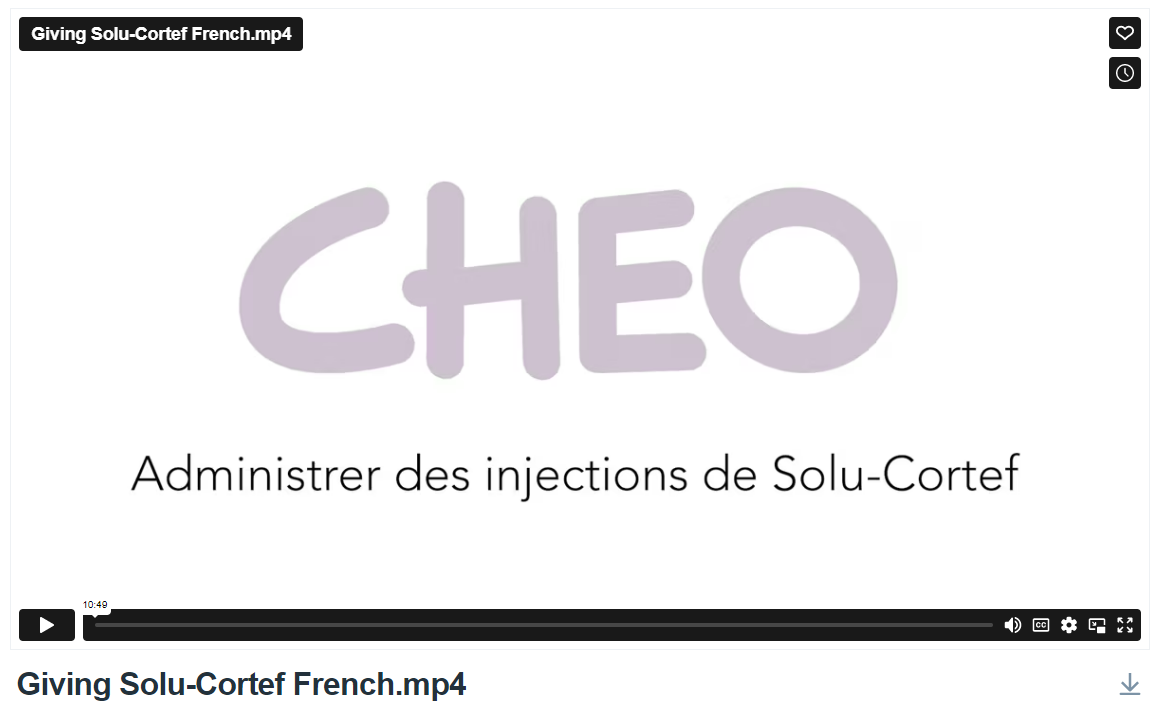 Giving Solu-Cortef French.mp4
CHEO
Administrer des injections de Solu-Cortef
10:49
CC
Giving Solu-Cortef French.mp4